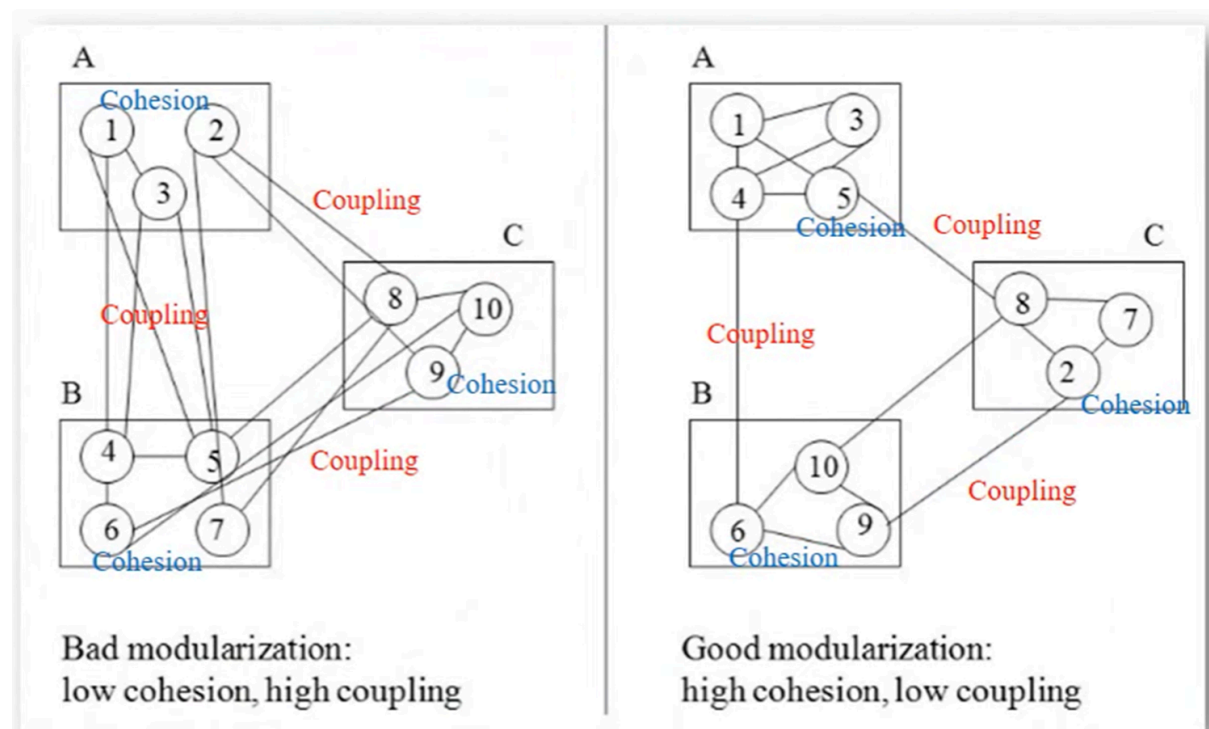 A
Cohesion
1
2
3
Coupling
C
8
10
9
Cohesion
Coupling
B
4
5
6
7
Cohesion
Coupling
Bad modularization:
low cohesion, high coupling
A
1
3
4
5
Cohesion
Coupling
C
8
7
2
Cohesion
Coupling
B
10
6
9
Cohesion
Coupling
Good modularization:
high cohesion, low coupling